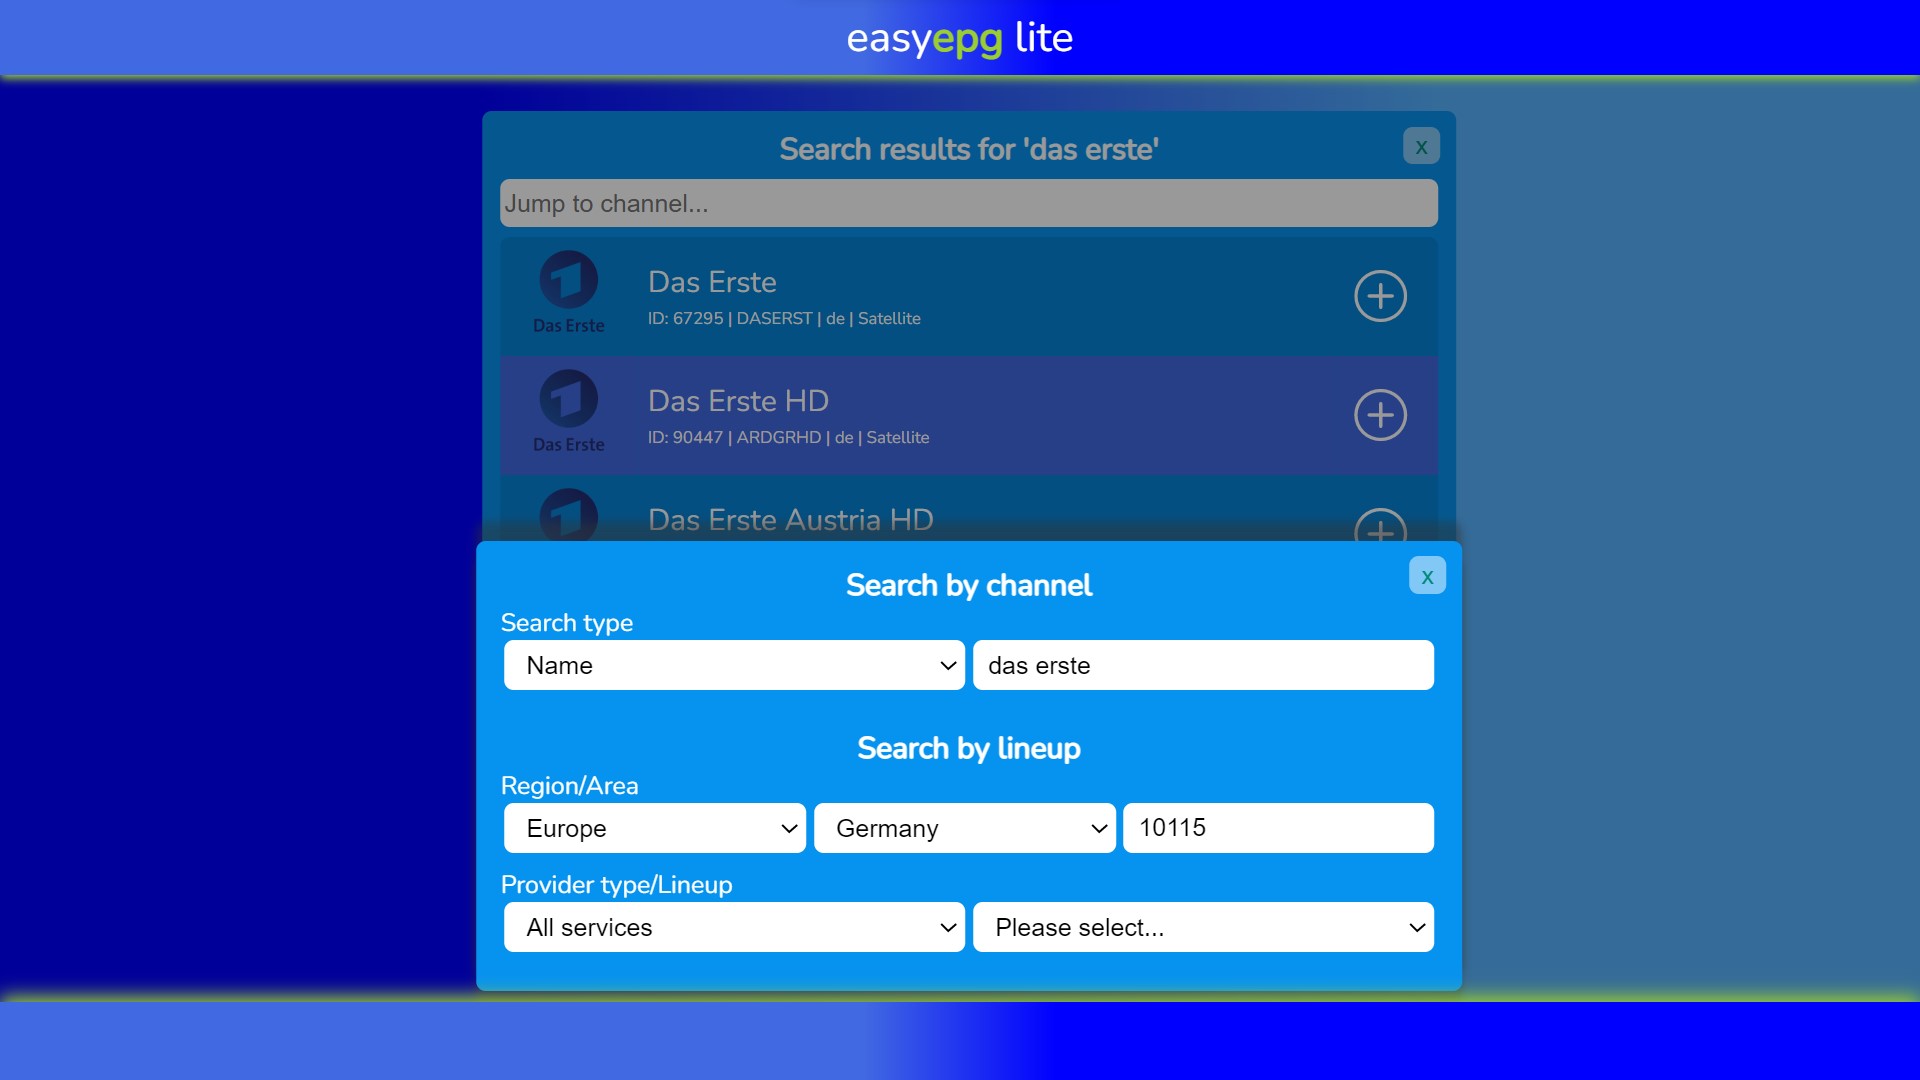 easyepg lite
Search results for 'das erste'
x
Jump to channel...
Das Erste
Das Erste
ID: 67295 | DASERST | de | Satellite
Das Erste
Das Erste HD
ID: 90447 | ARDGRHD | de | Satellite
Das Erste Austria HD
Search by channel
x
Search type
Name
das erste
Search by lineup
Region/Area
Europe
Germany
10115
Provider type/Lineup
All services
Please select...